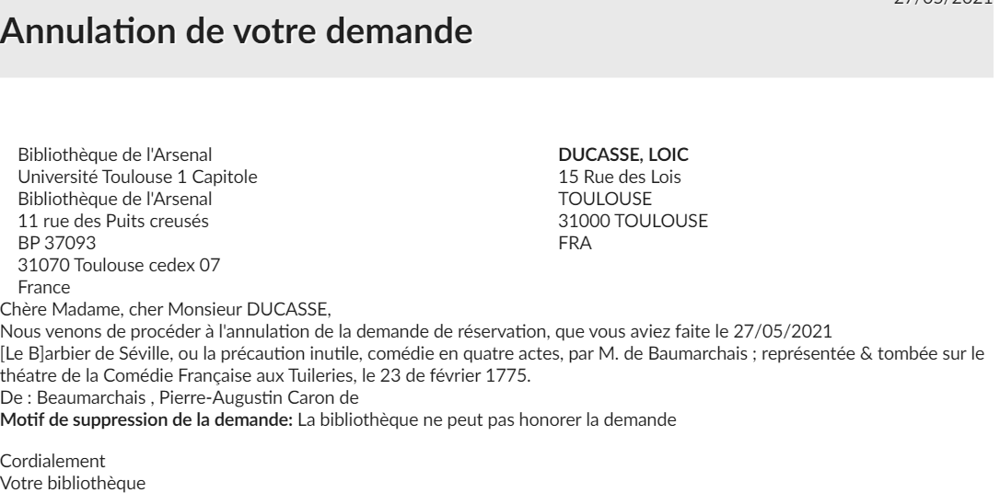 27/05/2021
Annulation de votre demande
Bibliothèque de l'Arsenal
Université Toulouse 1 Capitole
Bibliothèque de l'Arsenal
11 rue des Puits creusés
BP 37093
31070 Toulouse cedex 07
France
DUCASSE, LOIC
15 Rue des Lois
TOULOUSE
31000 TOULOUSE
FRA
Chère Madame, cher Monsieur DUCASSE,
Nous venons de procéder à l'annulation de la demande de réservation, que vous aviez faite le 27/05/2021
[Le B]arbier de Séville, ou la précaution inutile, comédie en quatre actes, par M. de Baumarchais ; représentée & tombée sur le
théatre de la Comédie Française aux Tuileries, le 23 de février 1775.
De : Beaumarchais , Pierre-Augustin Caron de
Motif de suppression de la demande: La bibliothèque ne peut pas honorer la demande
Cordialement
Votre bibliothèque